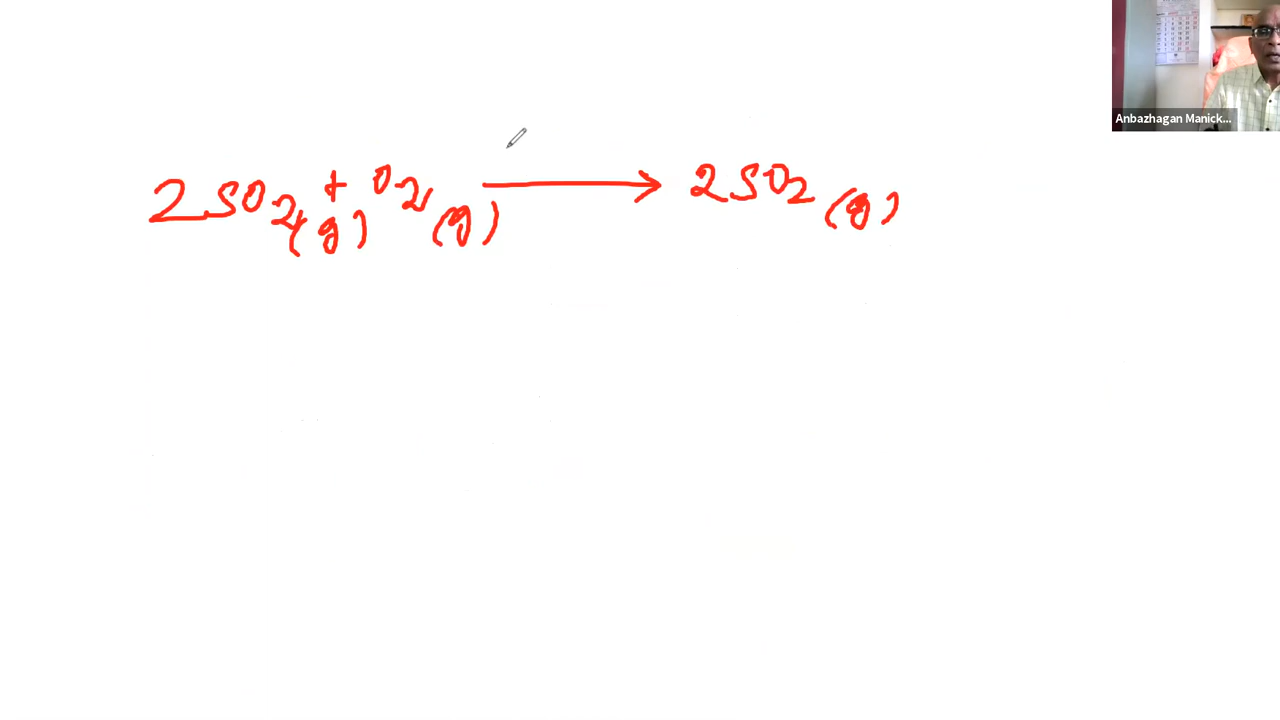 2SO2(g) + O2(g) → 2SO2(g)
Anbazhagan Manick...